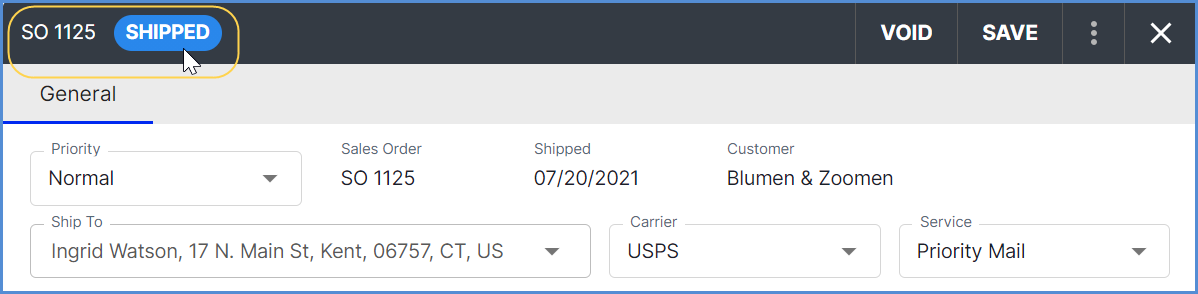 SO 1125 SHIPPED VOID SAVE
General
Priority Sales Order Shipped Customer
Normal SO 1125 07/20/2021 Blumen & Zoomen
Ship To Carrier Service
Ingrid Watson, 17 N. Main St, Kent, 06757, CT, US USPS Priority Mail